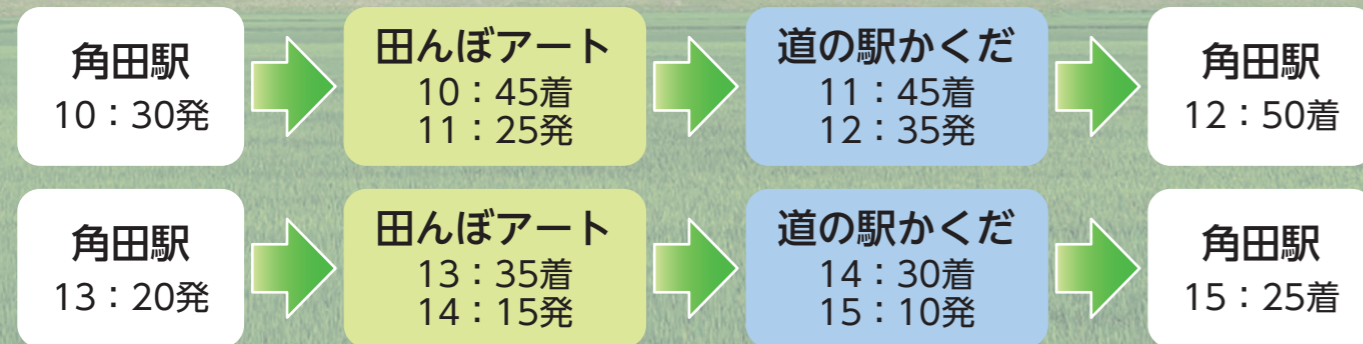 角田駅
10：30発
田んぼアート
10：45着
11：25発
道の駅かくだ
11：45着
12：35発
角田駅
12：50着
角田駅
13：20発
田んぼアート
13：35着
14：15発
道の駅かくだ
14：30着
15：10発
角田駅
15：25着